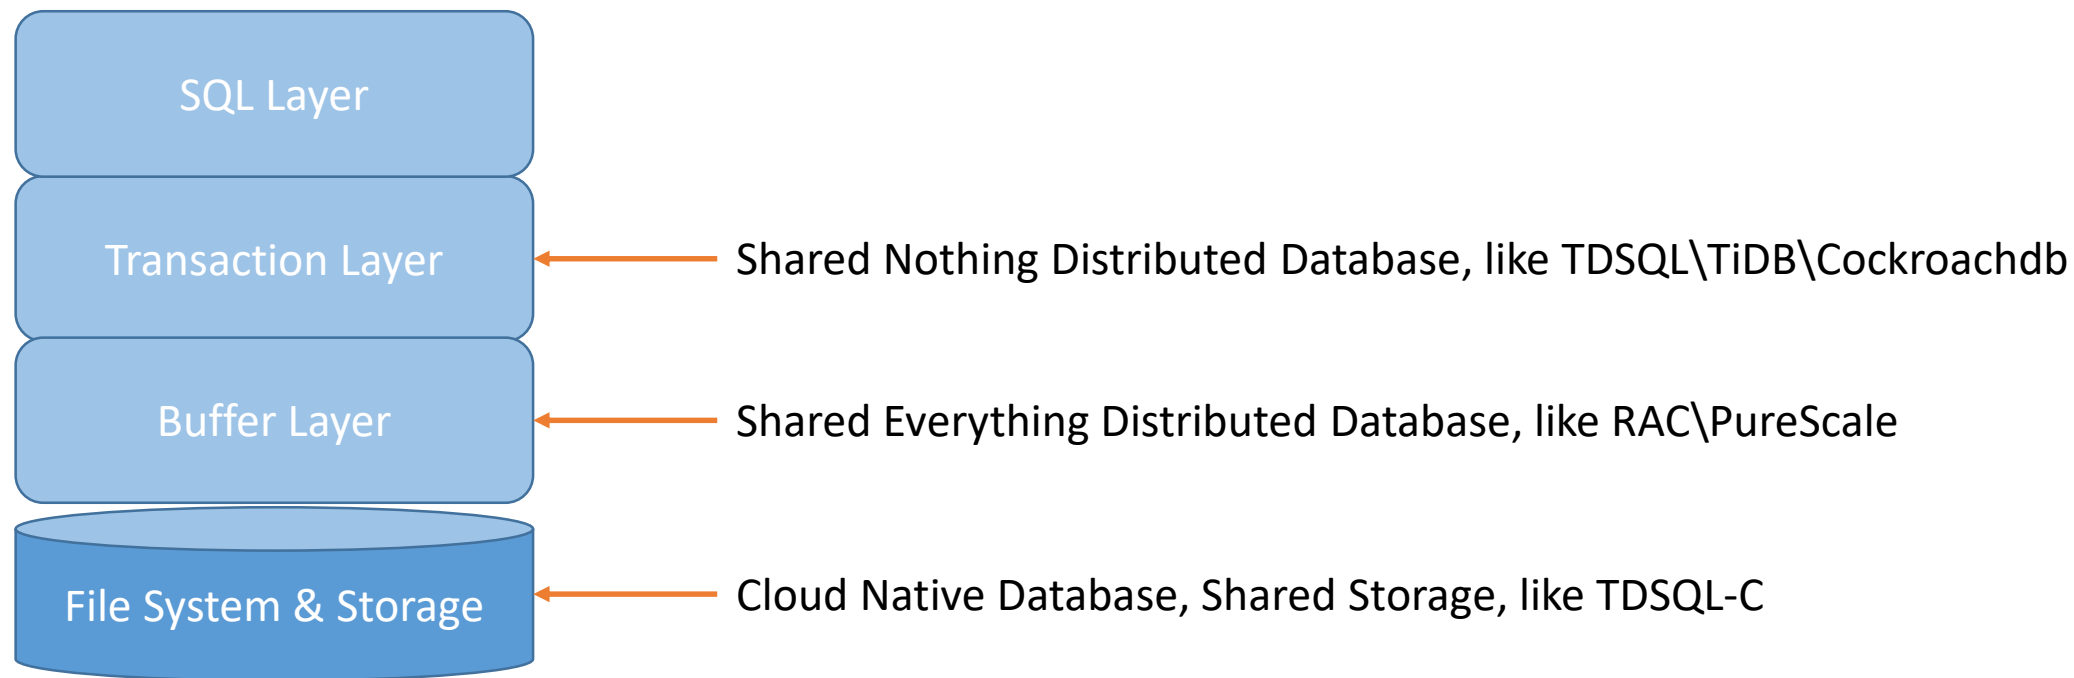 SQL Layer
Transaction Layer
Shared Nothing Distributed Database, like TDSQL\TiDB\Cockroachdb
Buffer Layer
Shared Everything Distributed Database, like RAC\PureScale
File System & Storage
Cloud Native Database, Shared Storage, like TDSQL-C